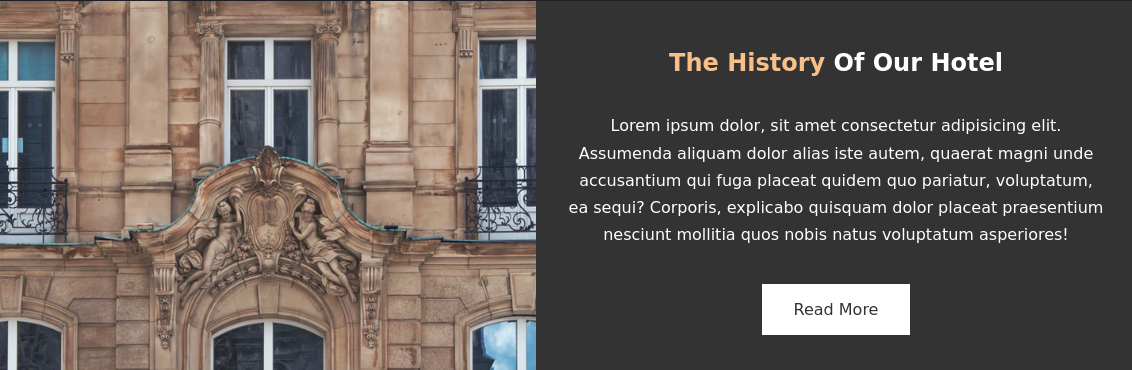 The History Of Our Hotel
Lorem ipsum dolor, sit amet consectetur adipisicing elit.
Assumenda aliquam dolor alias iste autem, quaerat magni unde
accusantium qui fuga placeat quidem quo pariatur, voluptatum,
ea sequi? Corporis, explicabo quisquam dolor placeat praesentium
nesciunt mollitia quos nobis natus voluptatum asperiores!
Read More